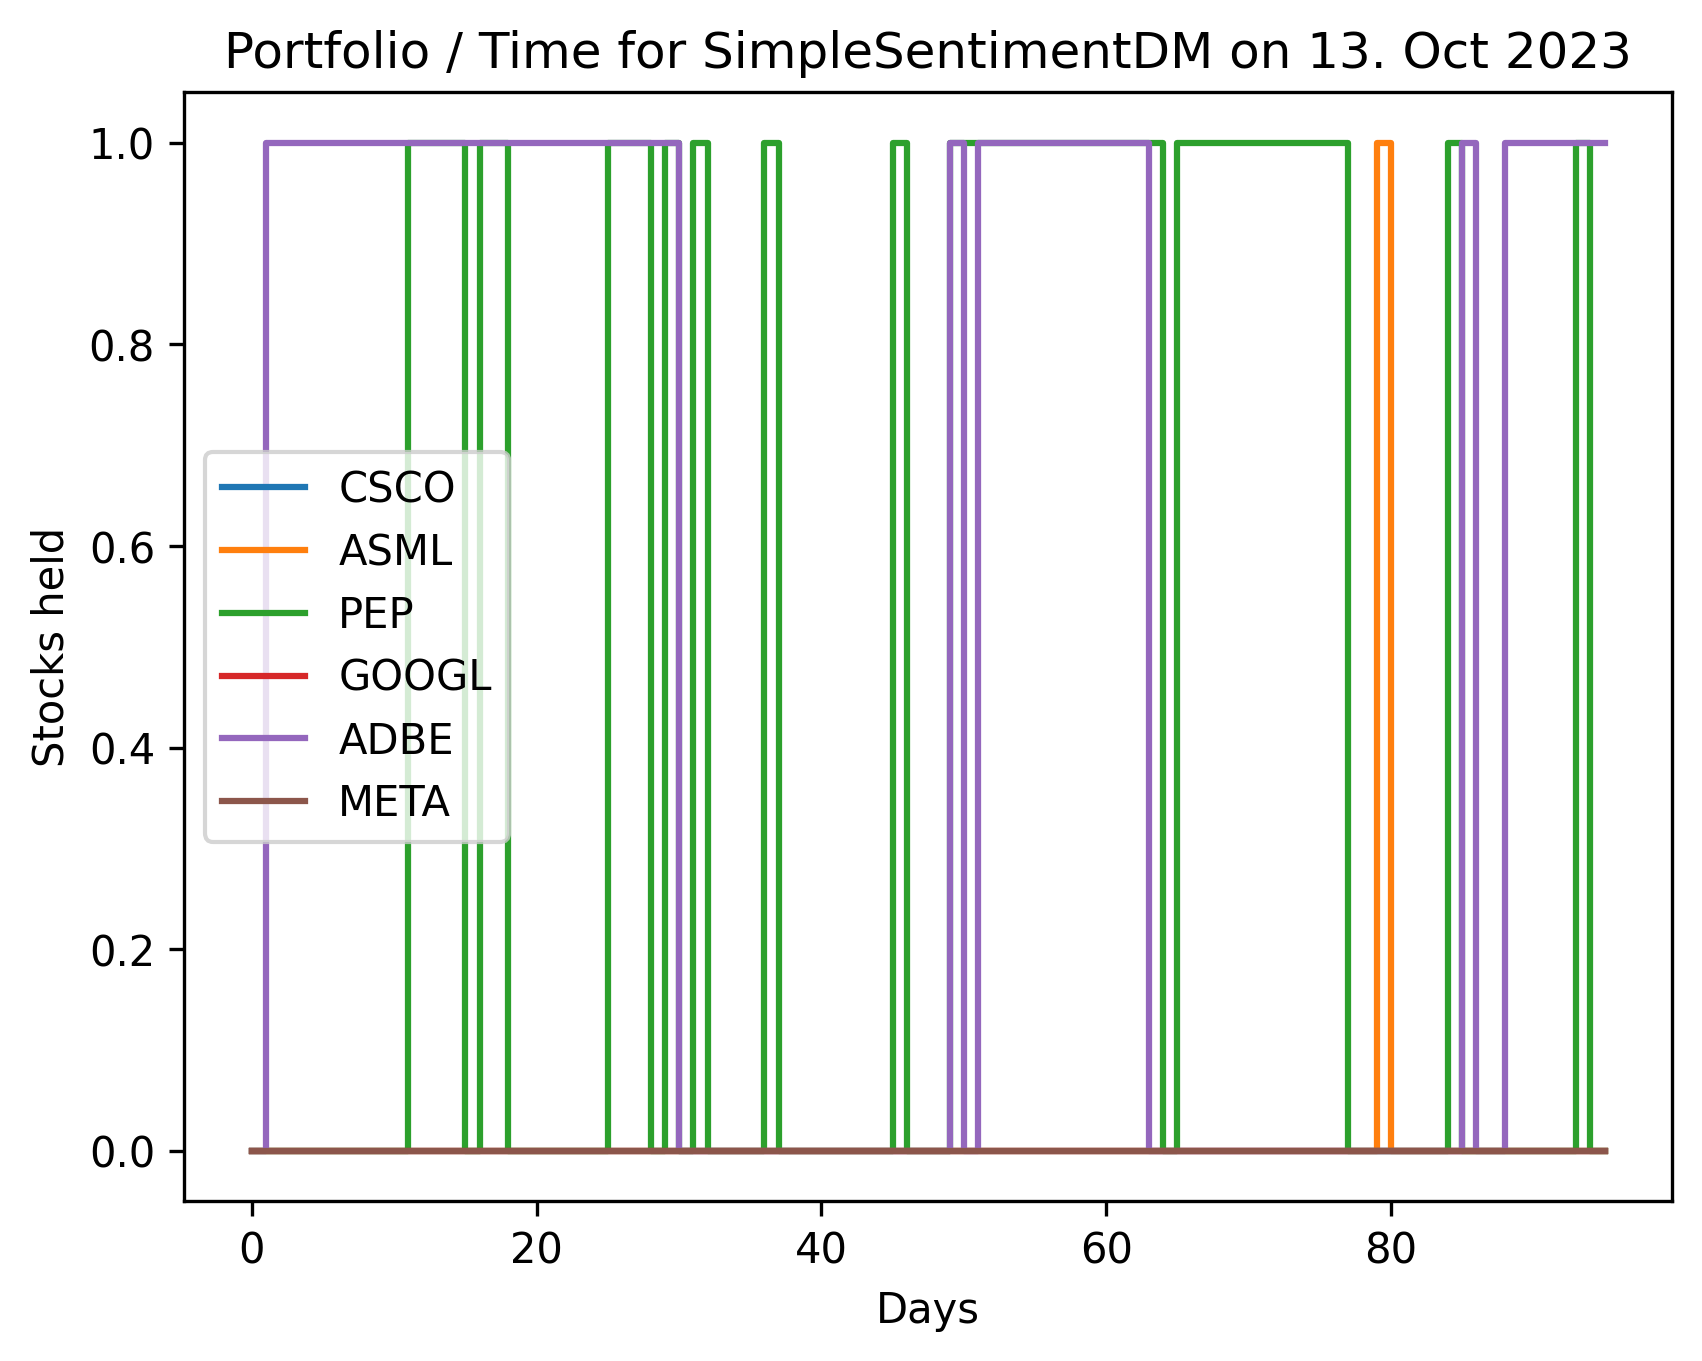 Portfolio / Time for SimpleSentimentDM on 13. Oct 2023
1.0
0.8
0.6
0.4
0.2
0.0
Stocks held
CSCO
ASML
PEP
GOOGL
ADBE
META
0 20 40 60 80
Days